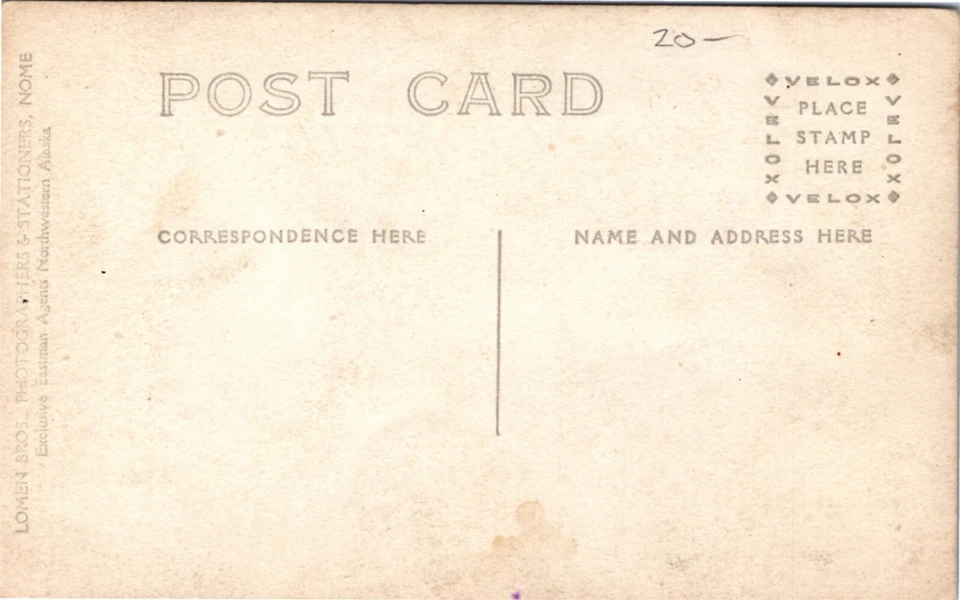 20—
POST CARD
VELOX
VELOX
VELOX
PLACE
STAMP
HERE
VELOX
CORRESPONDENCE HERE
NAME AND ADDRESS HERE
LOMEN BROS., PHOTOGRAPHERS & STATIONERS, NOME
Exclusive Eastman Agents Northwestern Alaska